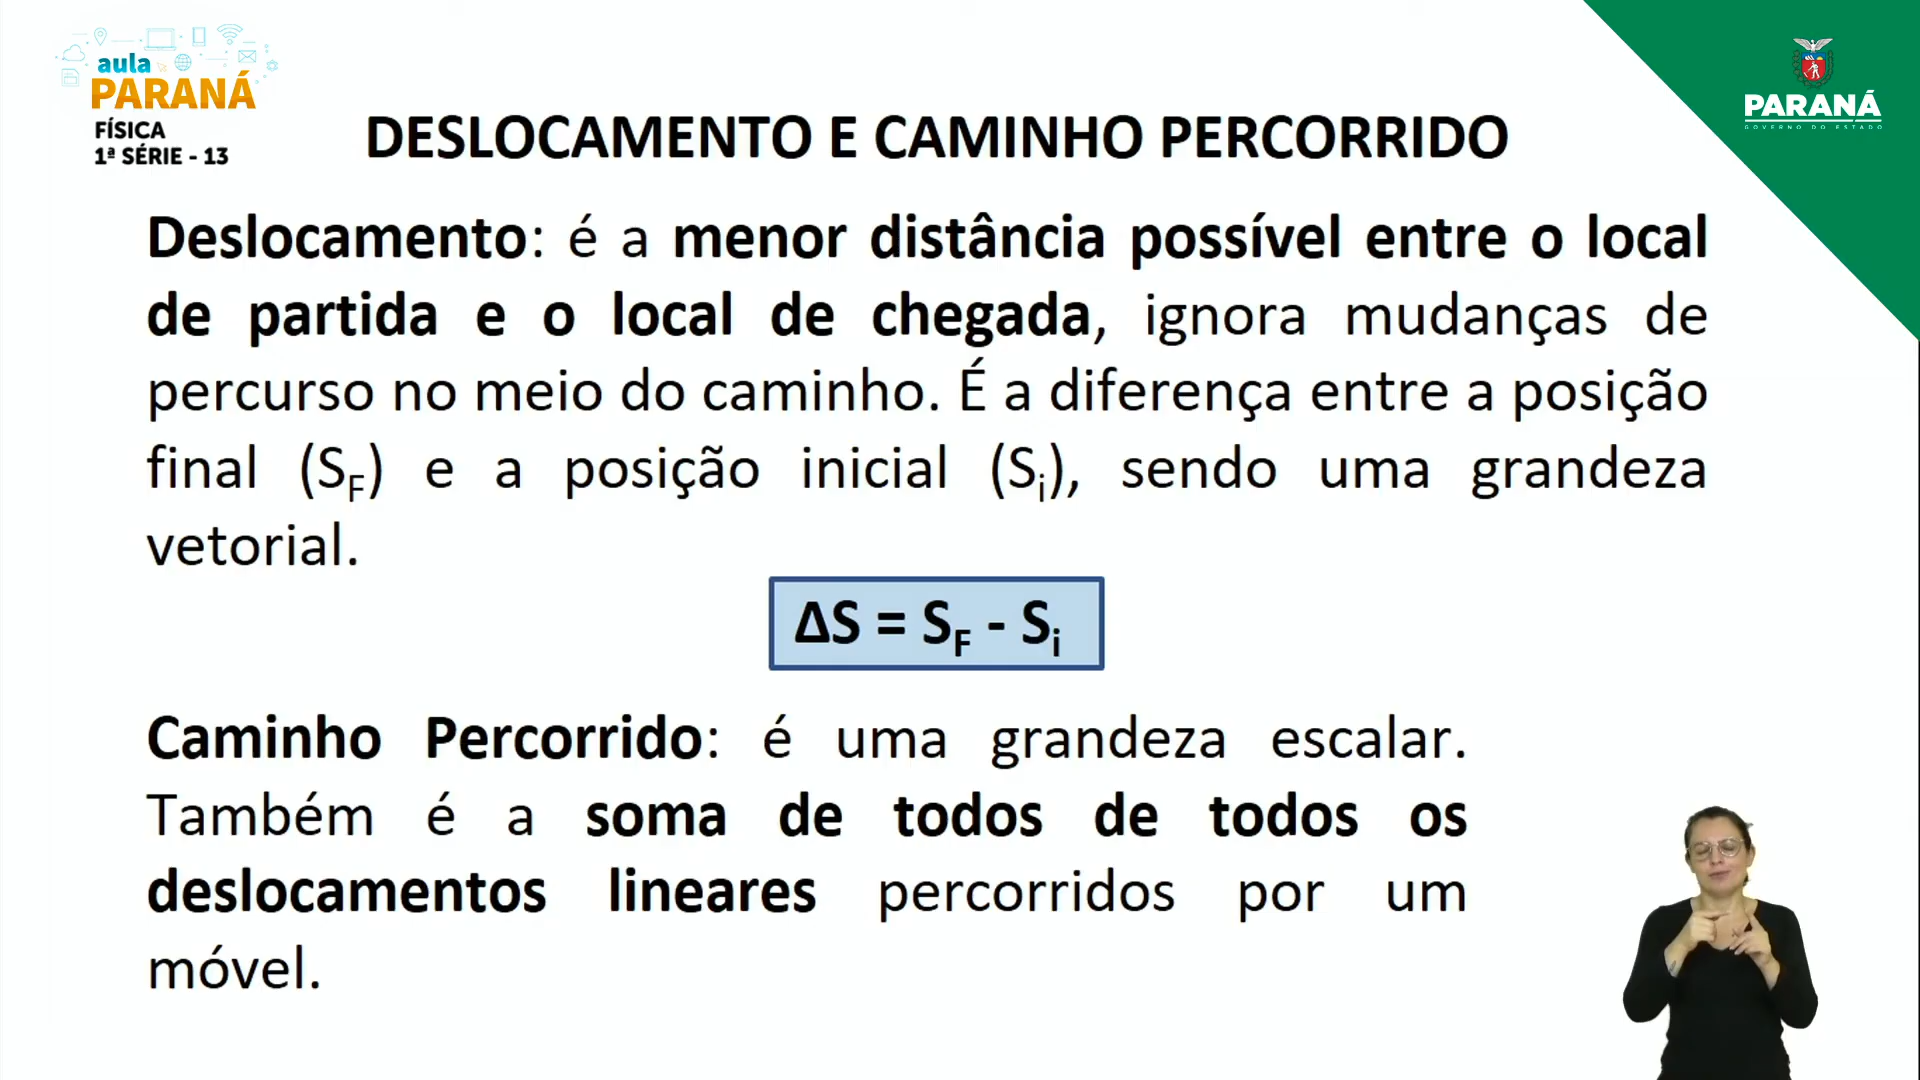 aula
PARANÁ
FÍSICA
1ª SÉRIE - 13
PARANÁ
GOVERNO DO ESTADO
DESLOCAMENTO E CAMINHO PERCORRIDO
Deslocamento: é a menor distância possível entre o local
de partida e o local de chegada, ignora mudanças de
percurso no meio do caminho. É a diferença entre a posição
final (S_F) e a posição inicial (S_i), sendo uma grandeza
vetorial.
ΔS = S_F - S_i
Caminho Percorrido: é uma grandeza escalar.
Também é a soma de todos de todos os
deslocamentos lineares percorridos por um
móvel.